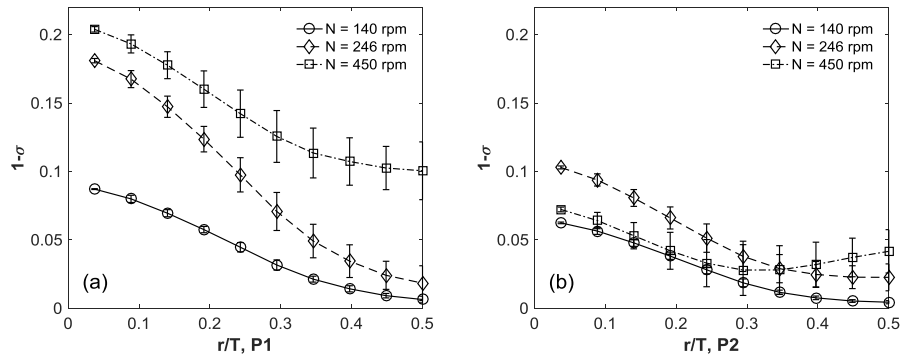 N = 140 rpm
N = 246 rpm
N = 450 rpm
0.2
0.15
0.1
0.05
0
1-σ
(a)
0 0.1 0.2 0.3 0.4 0.5
r/T, P1
N = 140 rpm
N = 246 rpm
N = 450 rpm
0.2
0.15
0.1
0.05
0
1-σ
(b)
0 0.1 0.2 0.3 0.4 0.5
r/T, P2